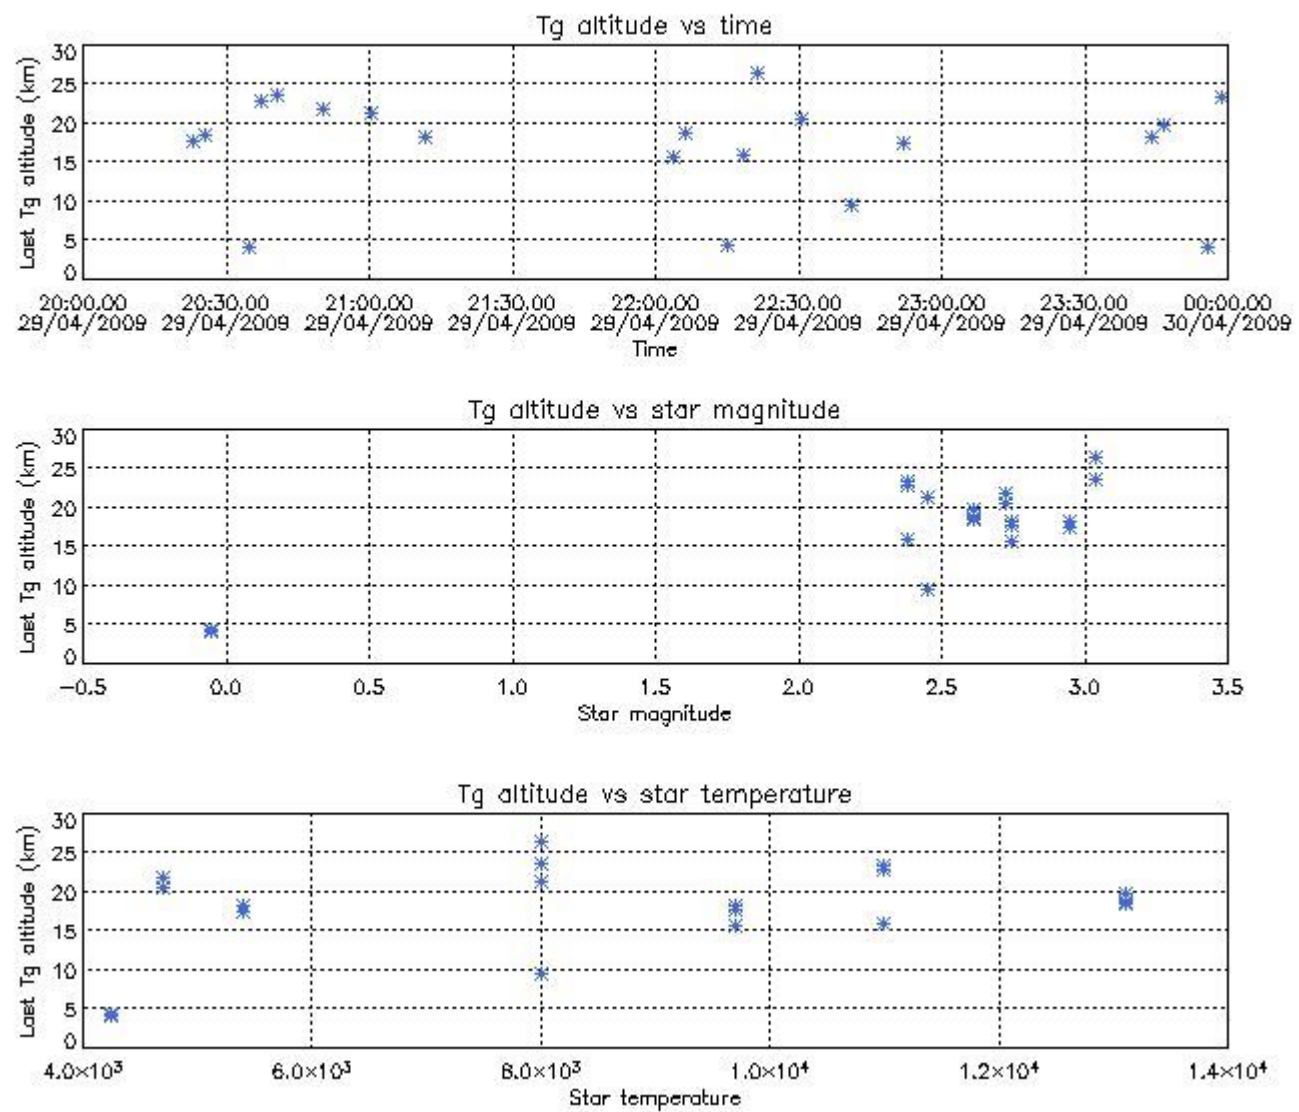 Tg altitude vs time
30
25
20
15
10
5
0
Last Tg altitude (km)
20:00.00 20:30.00 21:00.00 21:30.00 22:00.00 22:30.00 23:00.00 23:30.00 00:00.00
29/04/2009 29/04/2009 29/04/2009 29/04/2009 29/04/2009 29/04/2009 29/04/2009 29/04/2009 30/04/2009
Time
Tg altitude vs star magnitude
30
25
20
15
10
5
0
Last Tg altitude (km)
−0.5 0.0 0.5 1.0 1.5 2.0 2.5 3.0 3.5
Star magnitude
Tg altitude vs star temperature
30
25
20
15
10
5
0
Last Tg altitude (km)
4.0×10³ 6.0×10³ 8.0×10³ 1.0×10⁴ 1.2×10⁴ 1.4×10⁴
Star temperature